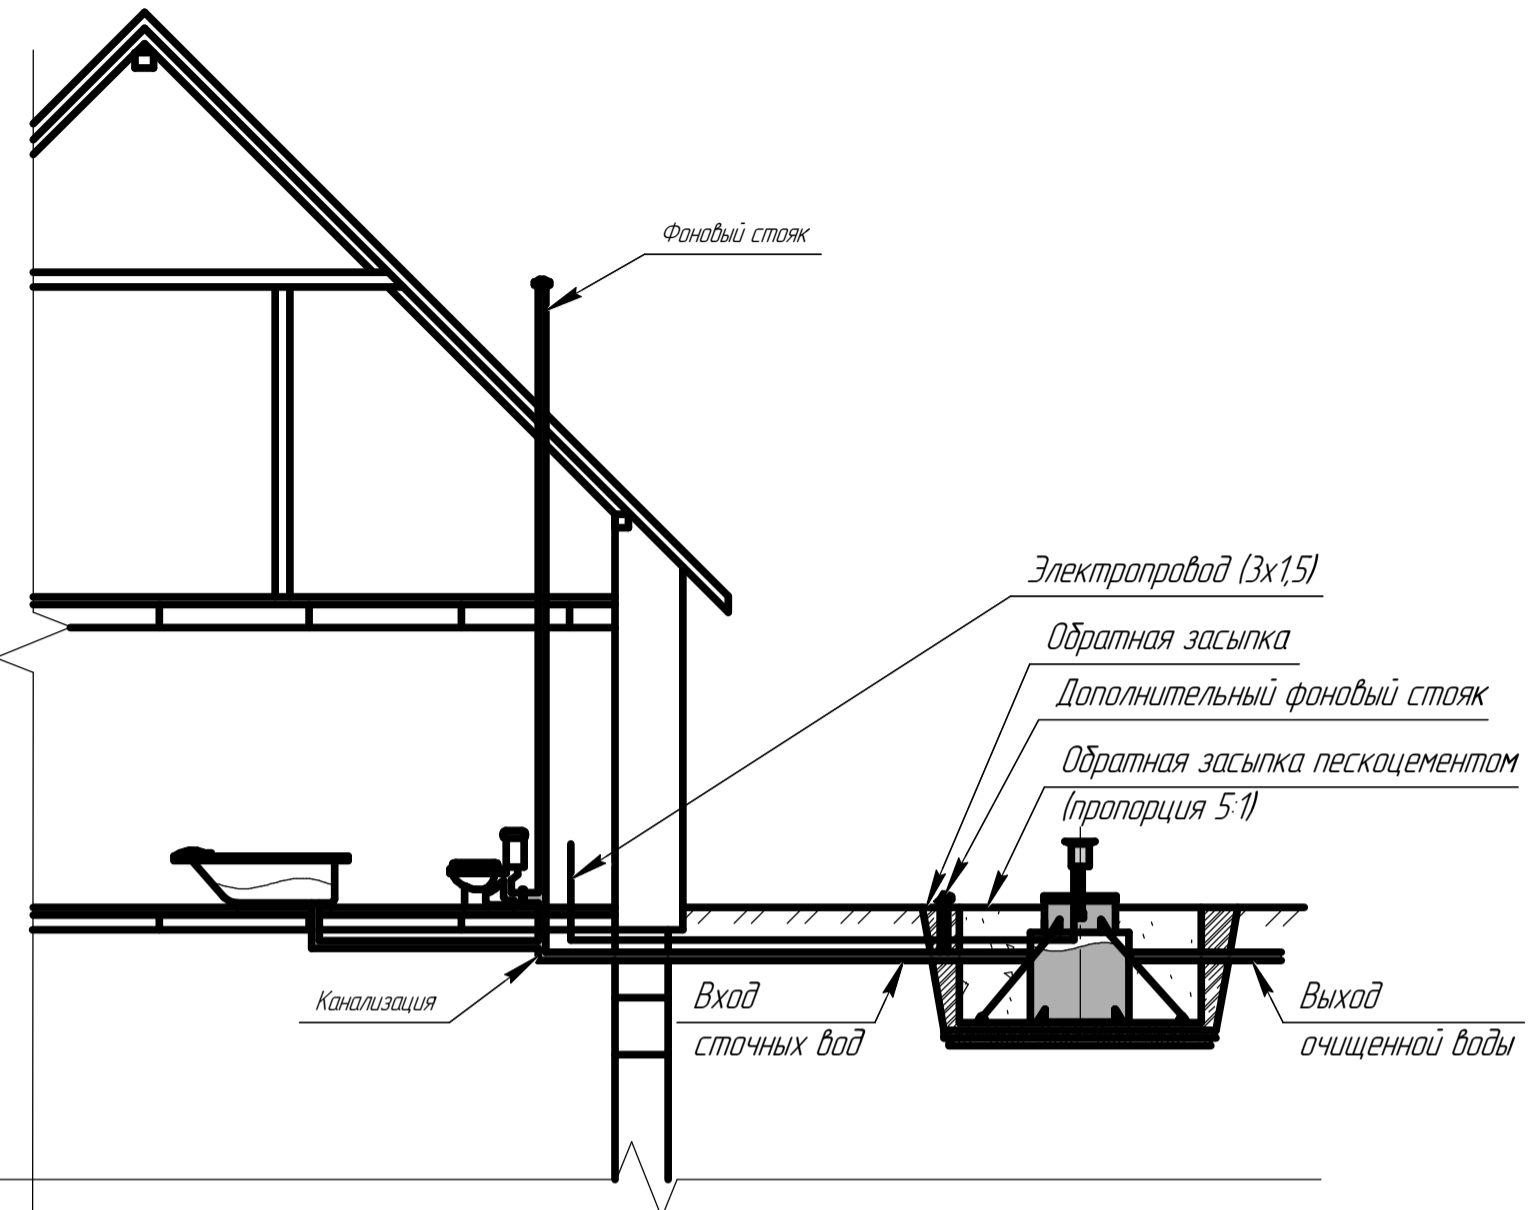 Фоновый стояк
Электропровод (3х1,5)
Обратная засыпка
Дополнительный фоновый стояк
Обратная засыпка пескоцементом
(пропорция 5:1)
Канализация
Вход
сточных вод
Выход
очищенной воды